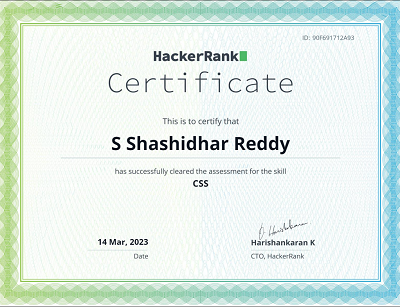 ID: 90F691712A93
HackerRank
Certificate
This is to certify that
S Shashidhar Reddy
has successfully cleared the assessment for the skill
CSS
14 Mar, 2023
Date
Harishankaran K
CTO, HackerRank